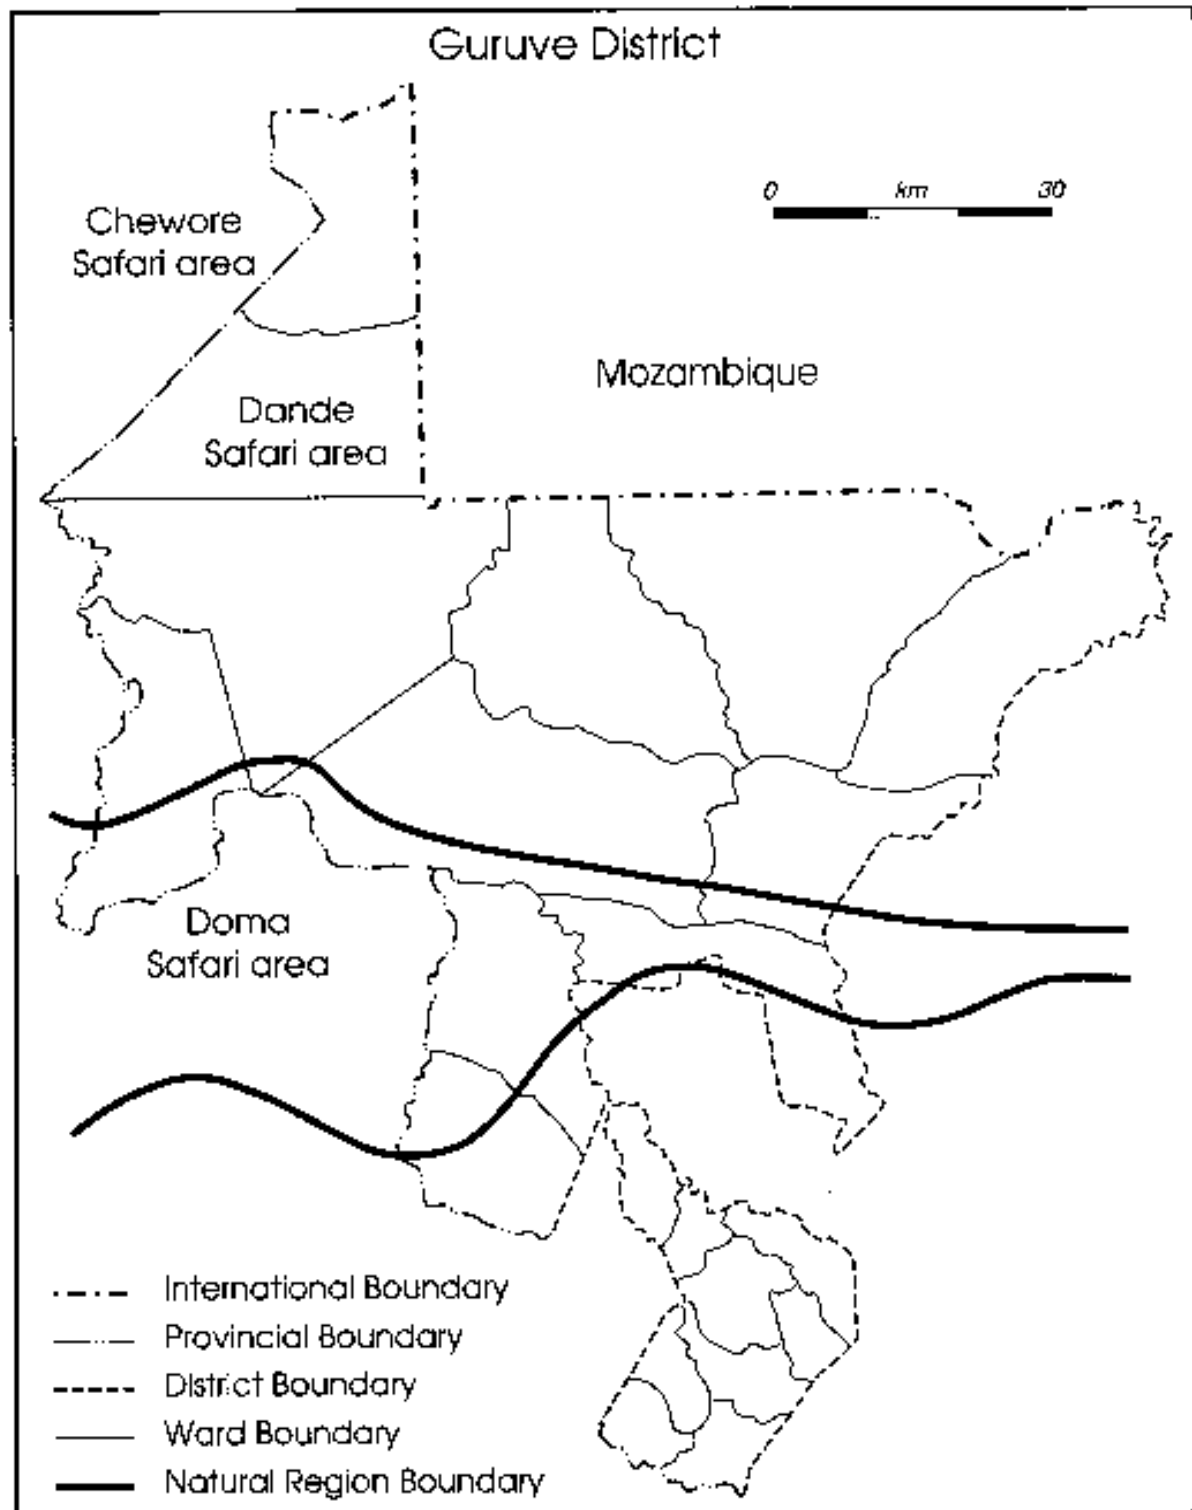 Guruve District
0 km 30
Chewore
Safari area
Mozambique
Dande
Safari area
Doma
Safari area
International Boundary
Provincial Boundary
District Boundary
Ward Boundary
Natural Region Boundary